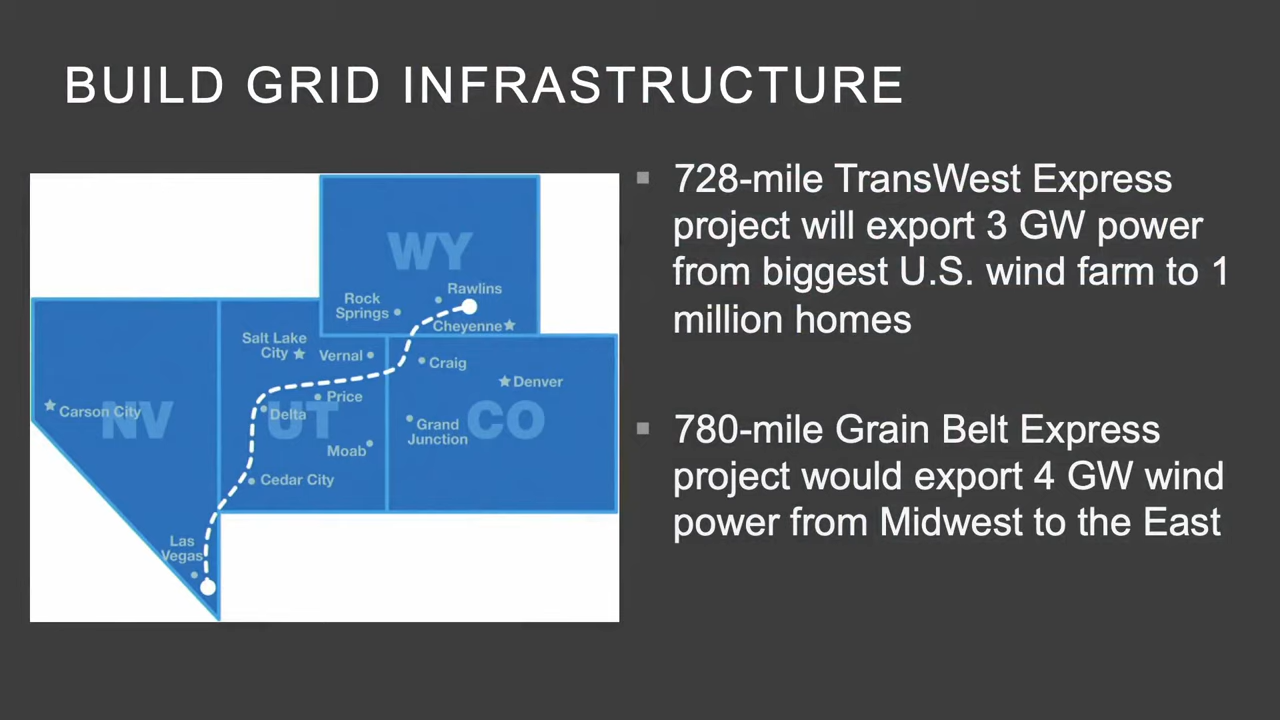 BUILD GRID INFRASTRUCTURE
WY
Rawlins
Rock
Springs
Cheyenne
Salt Lake
City
Vernal
Craig
Denver
Price
Carson City
Delta
NV
UT
CO
Grand
Junction
Moab
Cedar City
Las
Vegas
728-mile TransWest Express
project will export 3 GW power
from biggest U.S. wind farm to 1
million homes
780-mile Grain Belt Express
project would export 4 GW wind
power from Midwest to the East